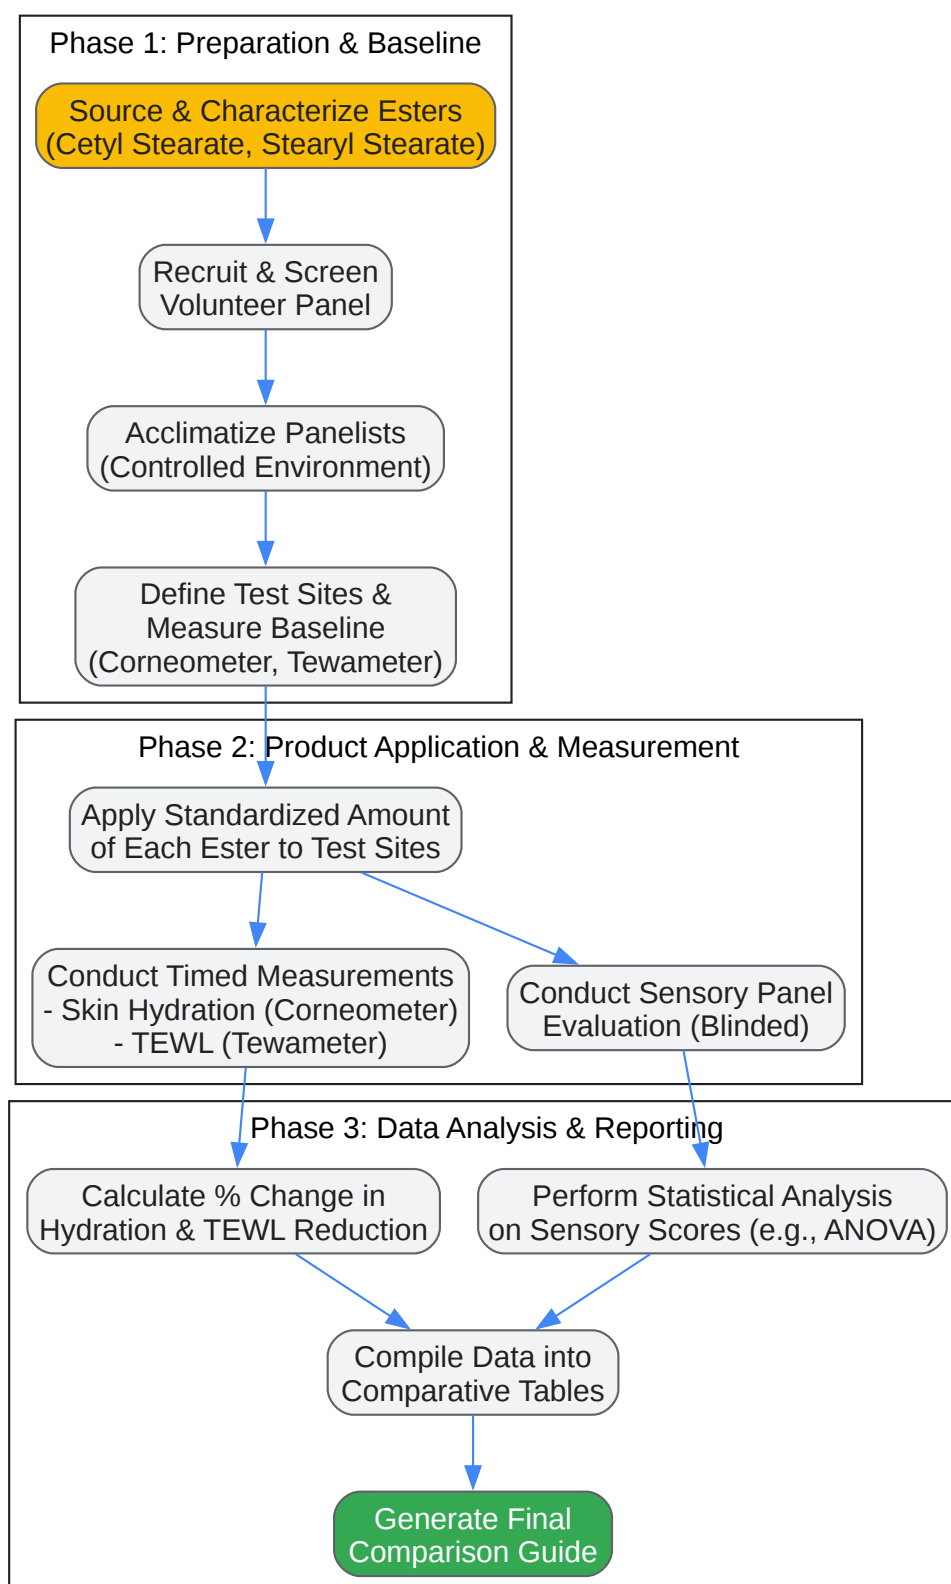 Phase 1: Preparation & Baseline
Source & Characterize Esters
(Cetyl Stearate, Stearyl Stearate)
Recruit & Screen
Volunteer Panel
Acclimatize Panelists
(Controlled Environment)
Define Test Sites &
Measure Baseline
(Corneometer, Tewameter)
Phase 2: Product Application & Measurement
Apply Standardized Amount
of Each Ester to Test Sites
Conduct Timed Measurements
- Skin Hydration (Corneometer)
- TEWL (Tewameter)
Conduct Sensory Panel
Evaluation (Blinded)
Phase 3: Data Analysis & Reporting
Calculate % Change in
Hydration & TEWL Reduction
Perform Statistical Analysis
on Sensory Scores (e.g., ANOVA)
Compile Data into
Comparative Tables
Generate Final
Comparison Guide